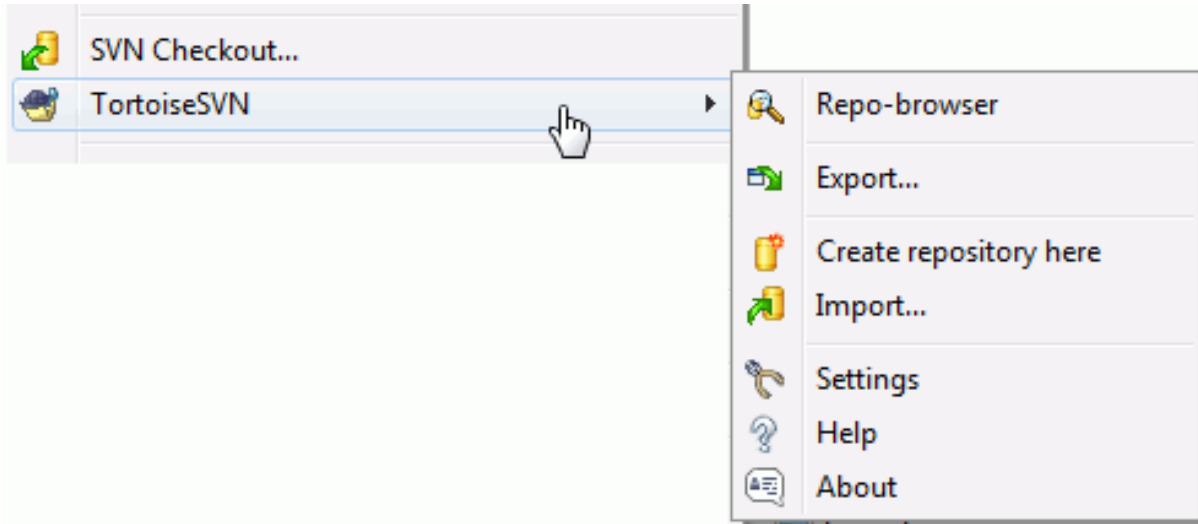 SVN Checkout...
TortoiseSVN
Repo-browser
Export...
Create repository here
Import...
Settings
Help
About